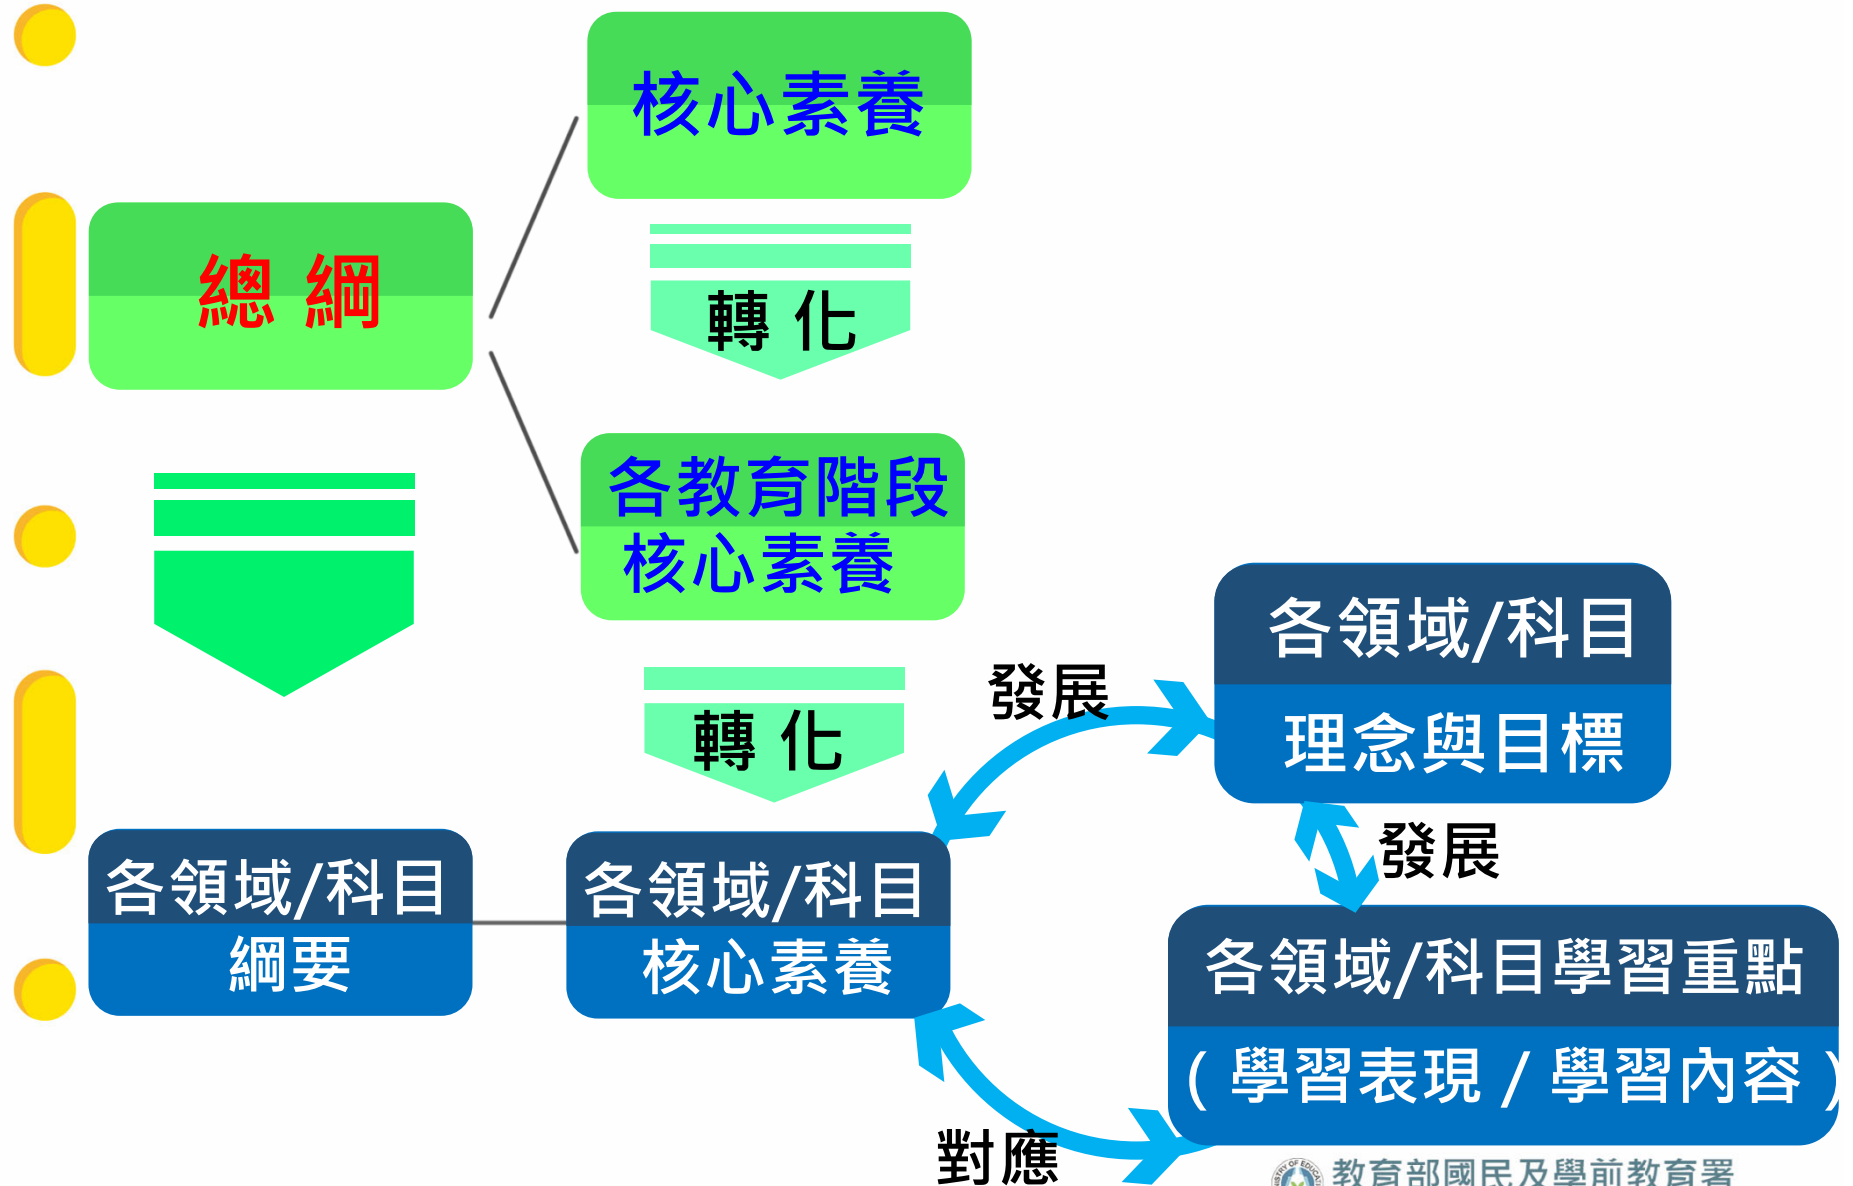 核心素養
總 綱
轉 化
各教育階段
核心素養
轉 化
發展
各領域/科目
理念與目標
發展
各領域/科目
綱要
各領域/科目
核心素養
各領域/科目學習重點
( 學習表現 / 學習內容 )
對應
教育部國民及學前教育署